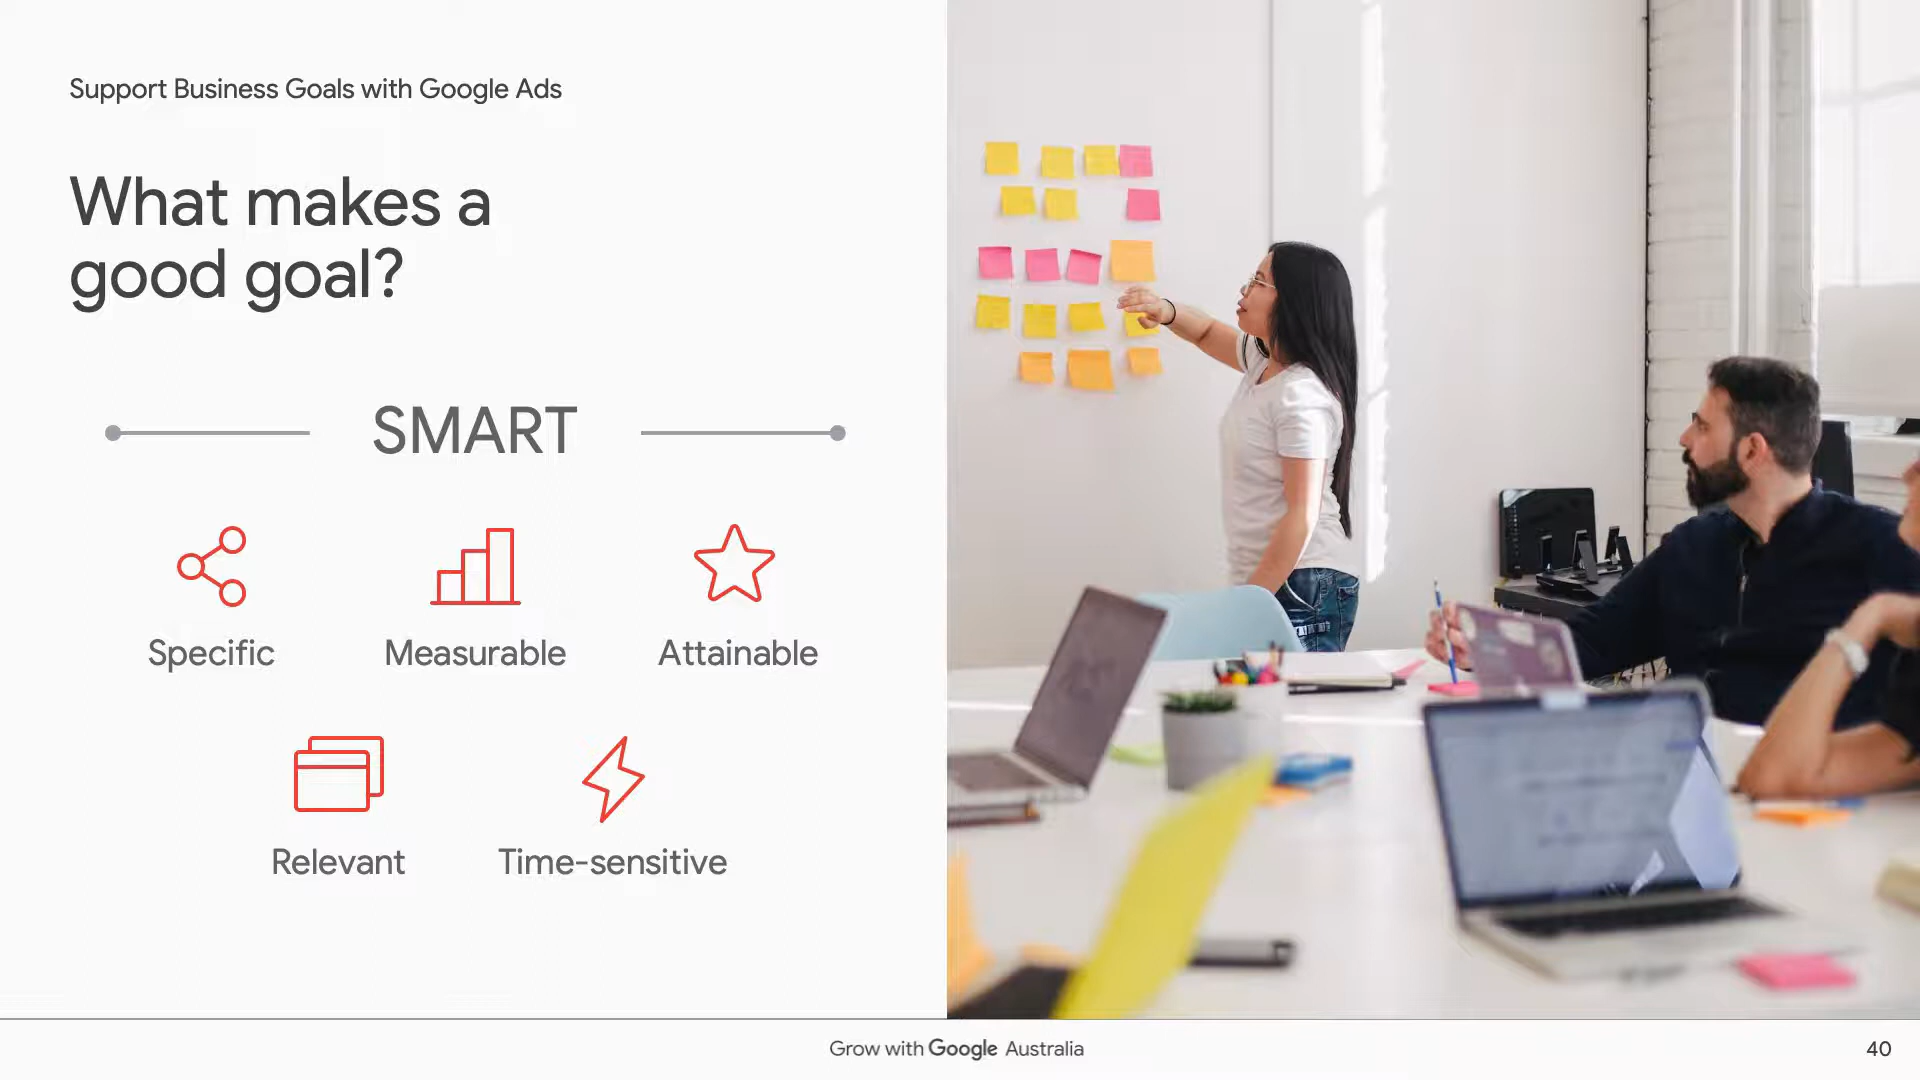 Support Business Goals with Google Ads
What makes a
good goal?
SMART
Specific
Measurable
Attainable
Relevant
Time-sensitive
Grow with Google Australia
40